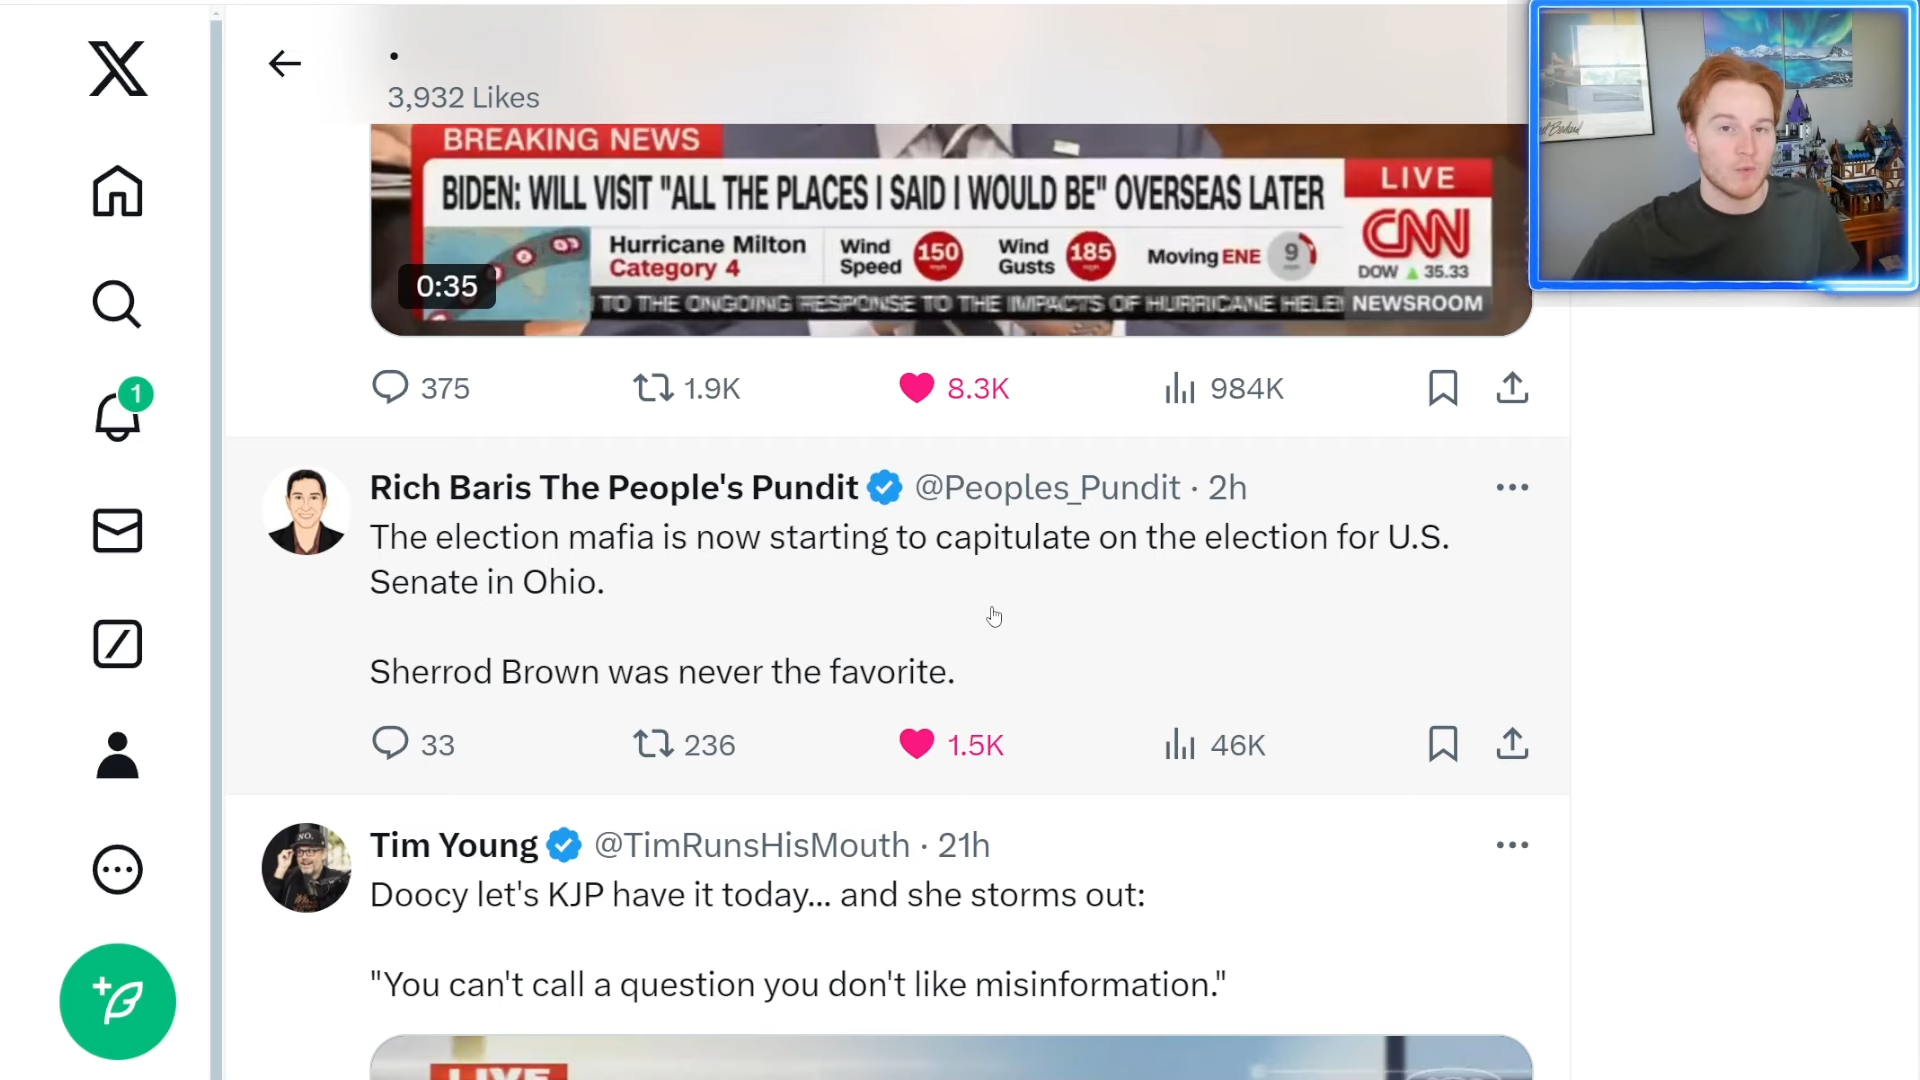 •
3,932 Likes
BREAKING NEWS
BIDEN: WILL VISIT "ALL THE PLACES I SAID I WOULD BE" OVERSEAS LATER
LIVE
CNN
DOW ▲ 35.33
NEWSROOM
Hurricane Milton
Category 4
Wind Speed 150 mph
Wind Gusts 185 mph
Moving ENE 9
0:35
TO THE ONGOING RESPONSE TO THE IMPACTS OF HURRICANE HELEN
375 1.9K 8.3K 984K
1
Rich Baris The People's Pundit @Peoples_Pundit · 2h
The election mafia is now starting to capitulate on the election for U.S.
Senate in Ohio.
Sherrod Brown was never the favorite.
33 236 1.5K 46K
Tim Young @TimRunsHisMouth · 21h
NO.
Doocy let's KJP have it today... and she storms out:
"You can't call a question you don't like misinformation."
LIVE